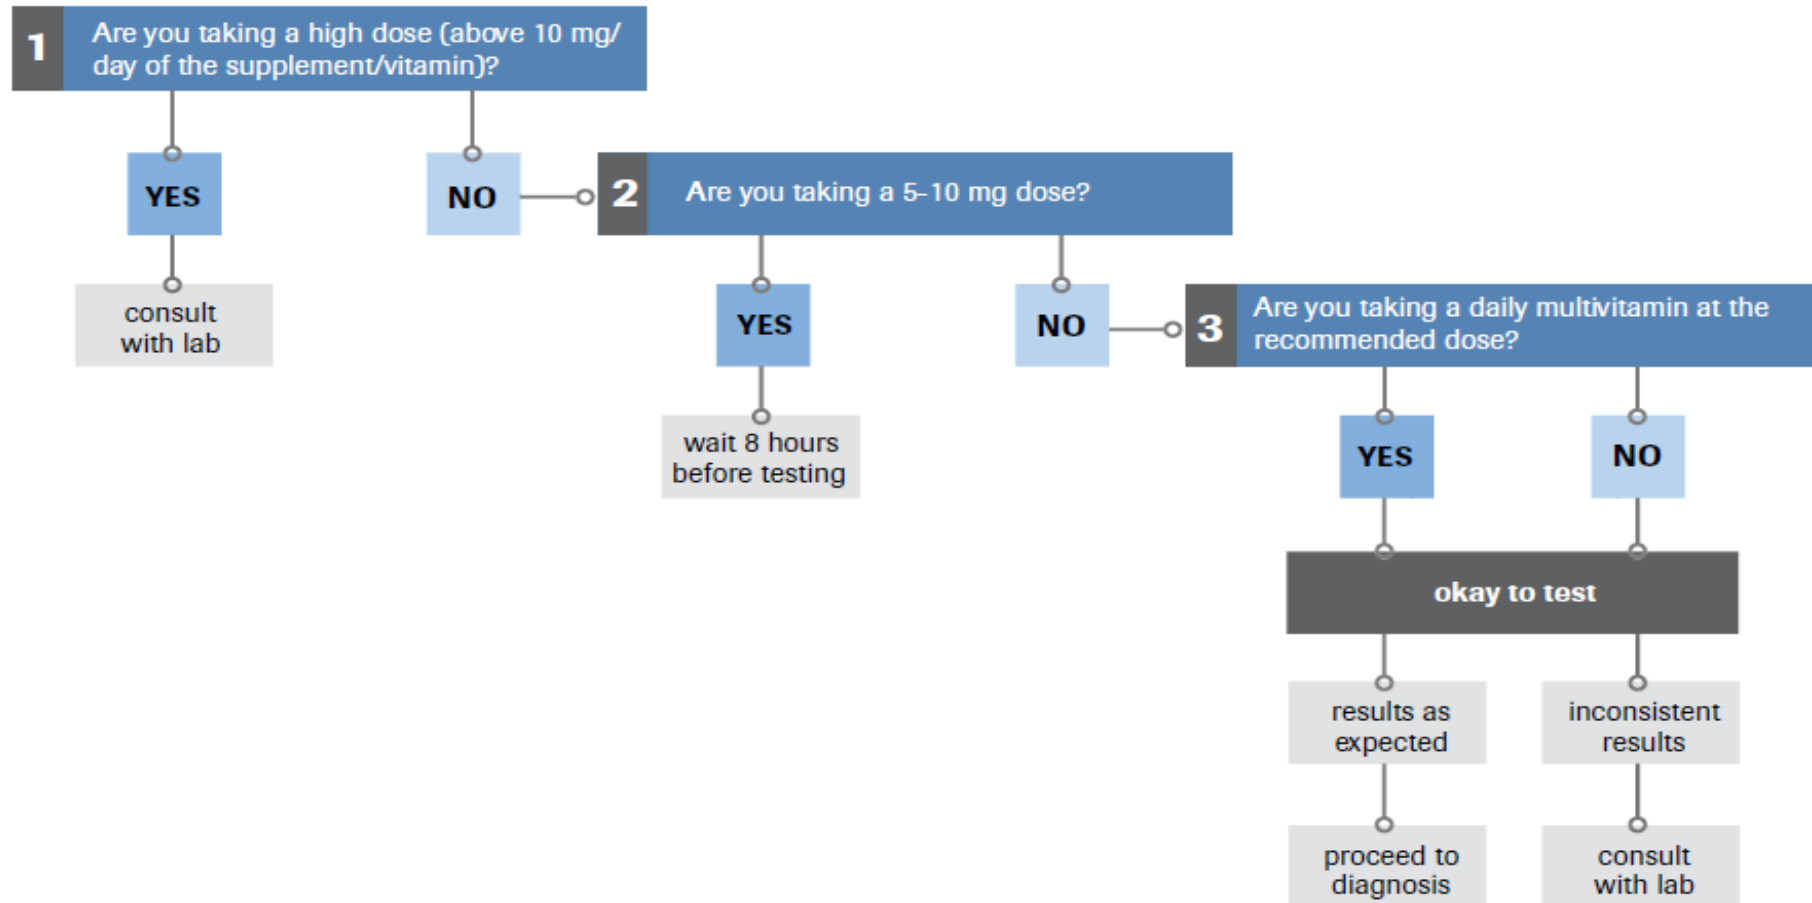 1
Are you taking a high dose (above 10 mg/
day of the supplement/vitamin)?
YES
NO
2
Are you taking a 5-10 mg dose?
consult
with lab
YES
NO
3
Are you taking a daily multivitamin at the
recommended dose?
wait 8 hours
before testing
YES
NO
okay to test
results as
expected
inconsistent
results
proceed to
diagnosis
consult
with lab